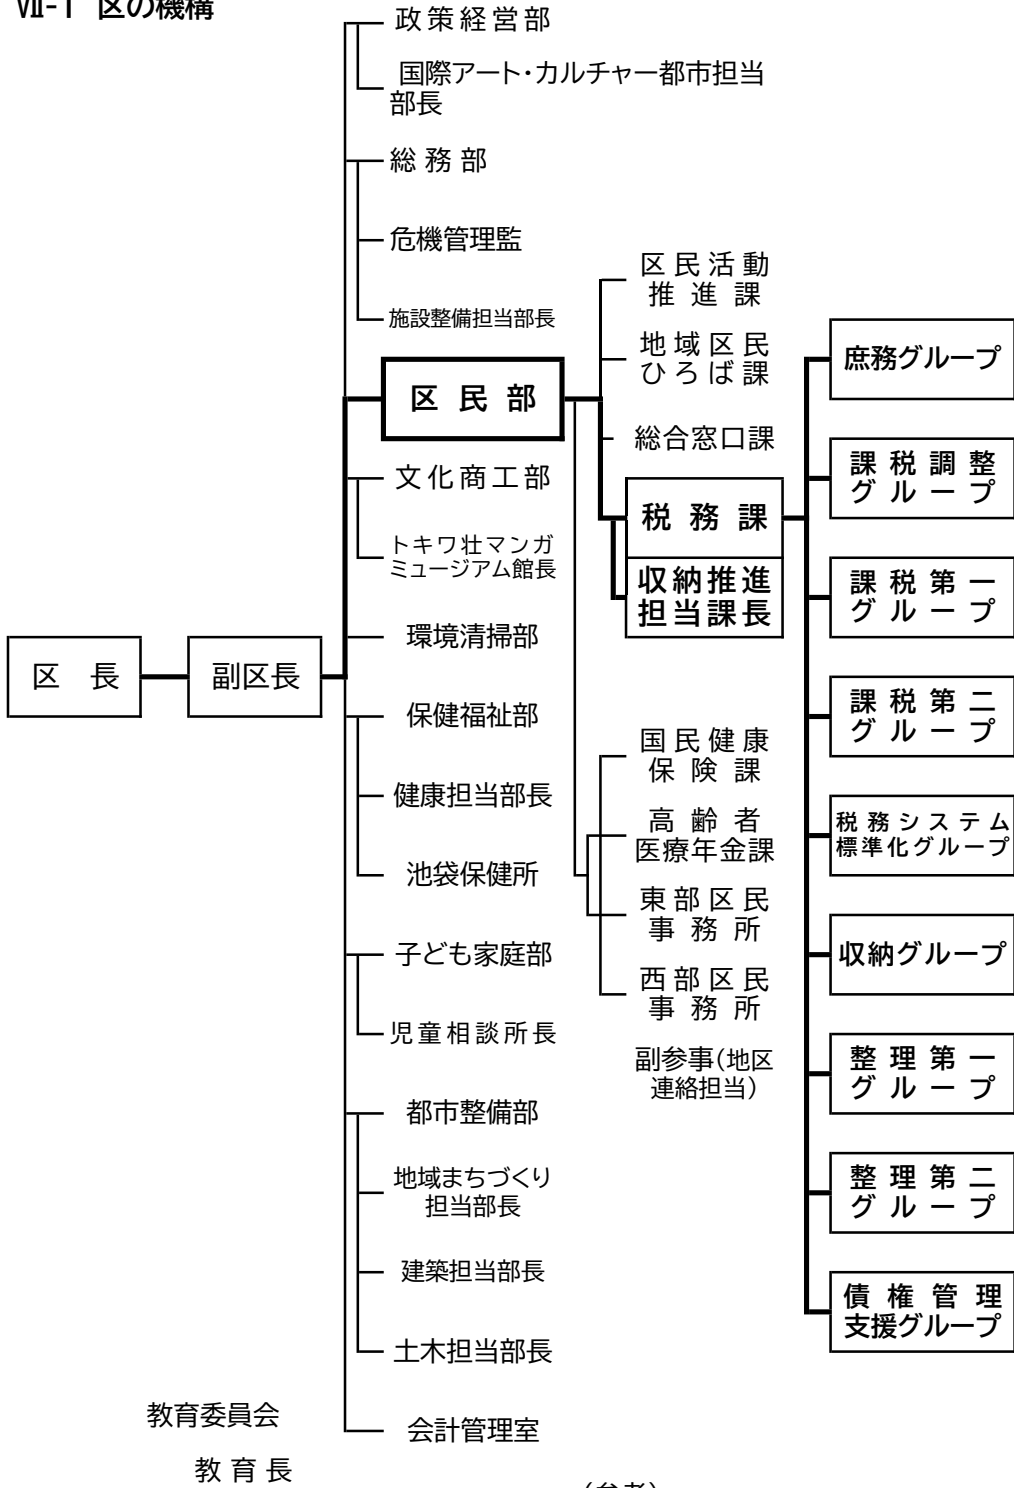 Ⅶ-1 区の機構
政策経営部
国際アート・カルチャー都市担当
部長
総務部
危機管理監
施設整備担当部長
区民部
文化商工部
トキワ荘マンガ
ミュージアム館長
環境清掃部
保健福祉部
健康担当部長
池袋保健所
子ども家庭部
児童相談所長
都市整備部
地域まちづくり
担当部長
建築担当部長
土木担当部長
会計管理室
区長
副区長
区民活動
推進課
地域区民
ひろば課
総合窓口課
税務課
収納推進
担当課長
国民健康
保険課
高齢者
医療年金課
東部区民
事務所
西部区民
事務所
副参事(地区
連絡担当)
庶務グループ
課税調整
グループ
課税第一
グループ
課税第二
グループ
税務システム
標準化グループ
収納グループ
整理第一
グループ
整理第二
グループ
債権管理
支援グループ
教育委員会
教育長
(参考)